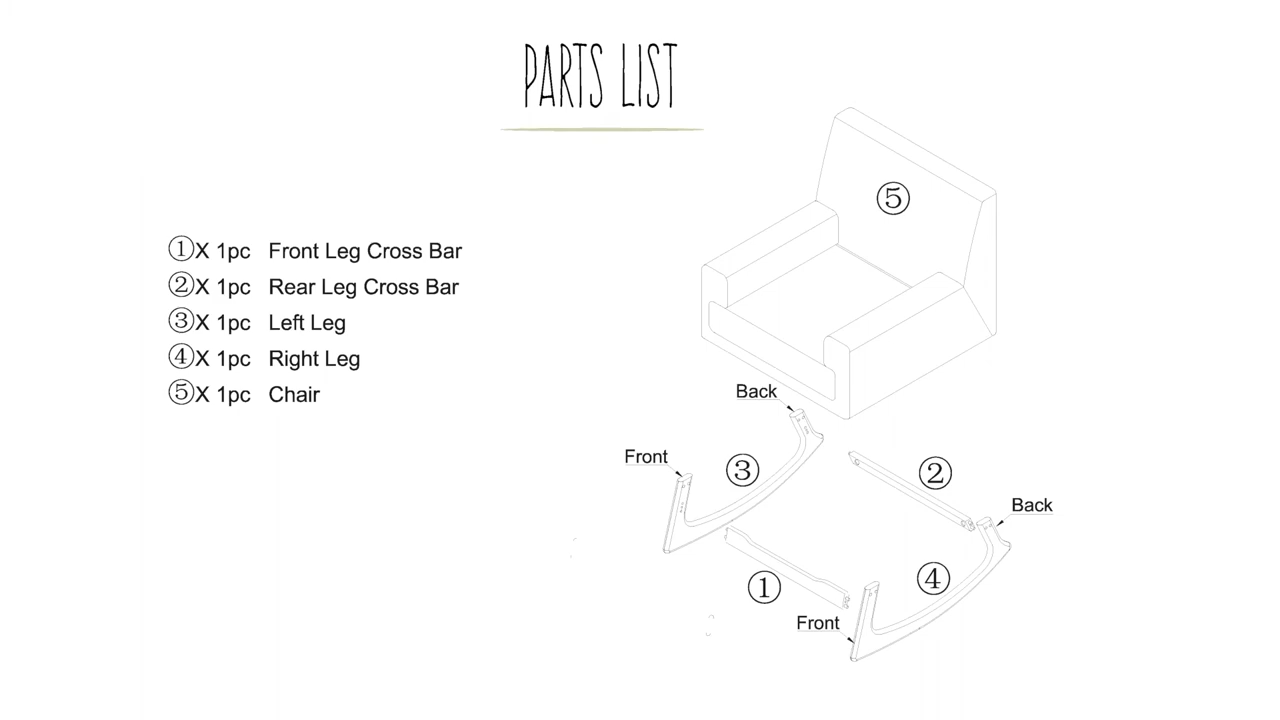 PARTS LIST
①X 1pc Front Leg Cross Bar
②X 1pc Rear Leg Cross Bar
③X 1pc Left Leg
④X 1pc Right Leg
⑤X 1pc Chair
⑤
Back
Front
③
②
Back
①
④
Front